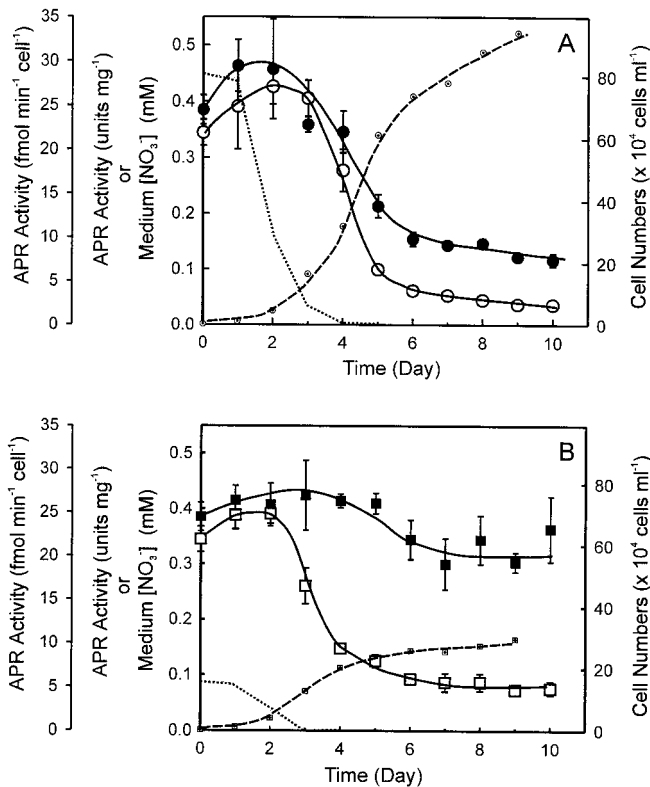 A
APR Activity (fmol min⁻¹ cell⁻¹)
35
30
25
20
15
10
5
0
APR Activity (units mg⁻¹)
or
Medium [NO₃⁻] (mM)
0.5
0.4
0.3
0.2
0.1
0.0
Cell Numbers (x 10⁴ cells ml⁻¹)
80
60
40
20
0
0 2 4 6 8 10
Time (Day)
B
APR Activity (fmol min⁻¹ cell⁻¹)
35
30
25
20
15
10
5
0
APR Activity (units mg⁻¹)
or
Medium [NO₃⁻] (mM)
0.5
0.4
0.3
0.2
0.1
0.0
Cell Numbers (x 10⁴ cells ml⁻¹)
80
60
40
20
0
0 2 4 6 8 10
Time (Day)